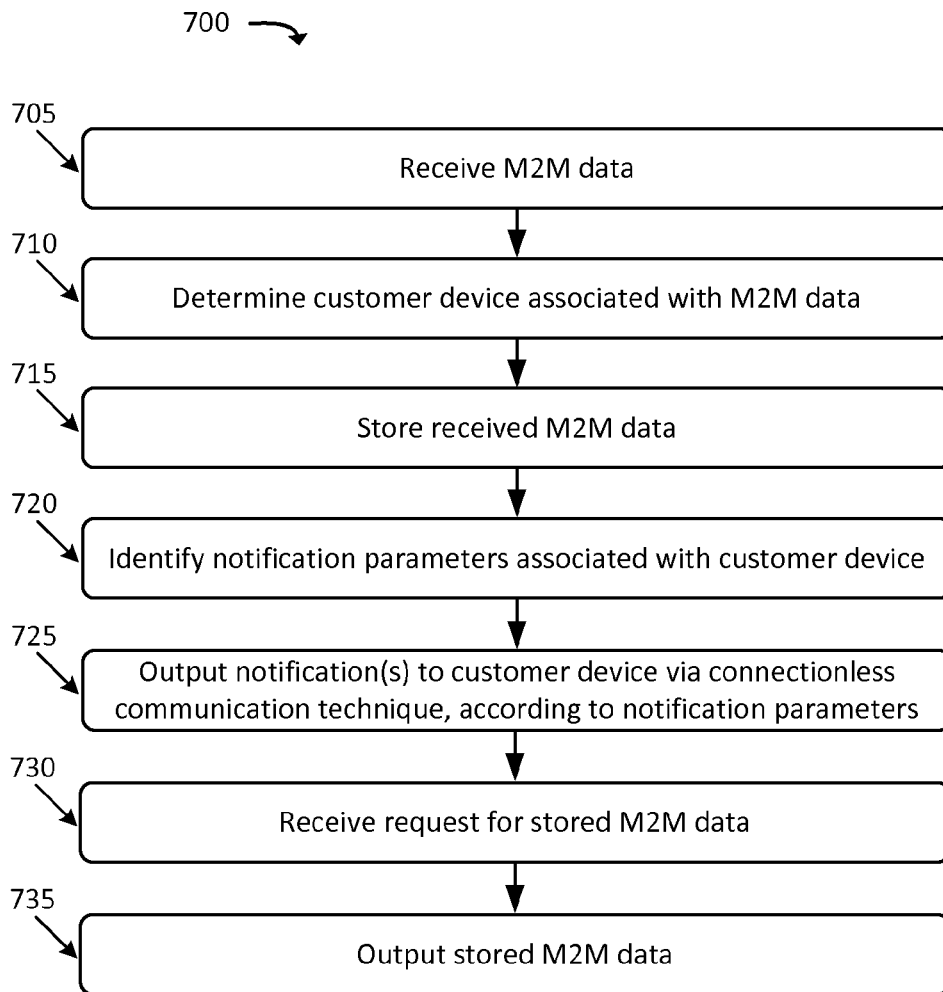 700
705
Receive M2M data
710
Determine customer device associated with M2M data
715
Store received M2M data
720
Identify notification parameters associated with customer device
725
Output notification(s) to customer device via connectionless
communication technique, according to notification parameters
730
Receive request for stored M2M data
735
Output stored M2M data